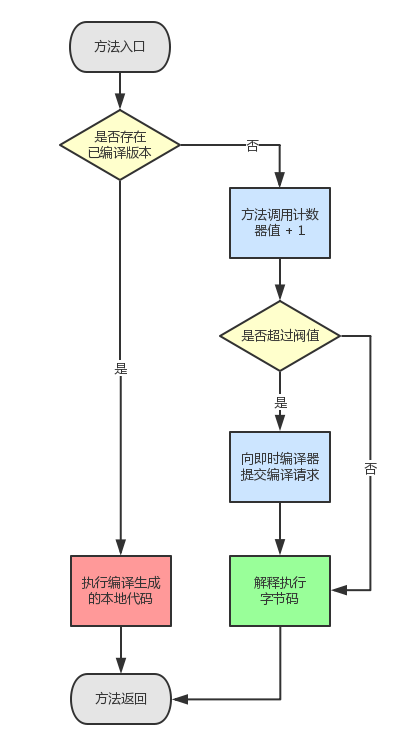 方法入口
是否存在
已编译版本
否
方法调用计数
器值 + 1
是否超过阀值
是
是
向即时编译器
提交编译请求
否
执行编译生成
的本地代码
解释执行
字节码
方法返回